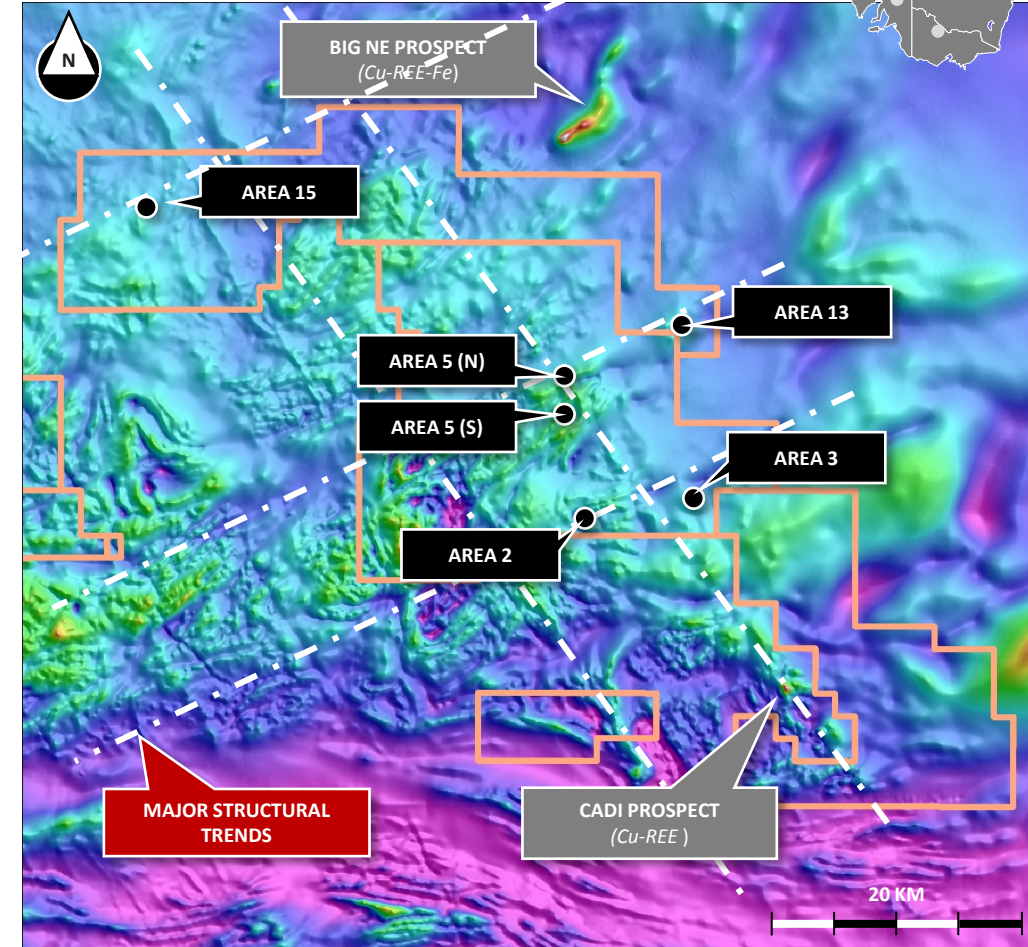 N
BIG NE PROSPECT
(Cu-REE-Fe)
AREA 15
AREA 13
AREA 5 (N)
AREA 5 (S)
AREA 3
AREA 2
MAJOR STRUCTURAL
TRENDS
CADI PROSPECT
(Cu-REE )
20 KM